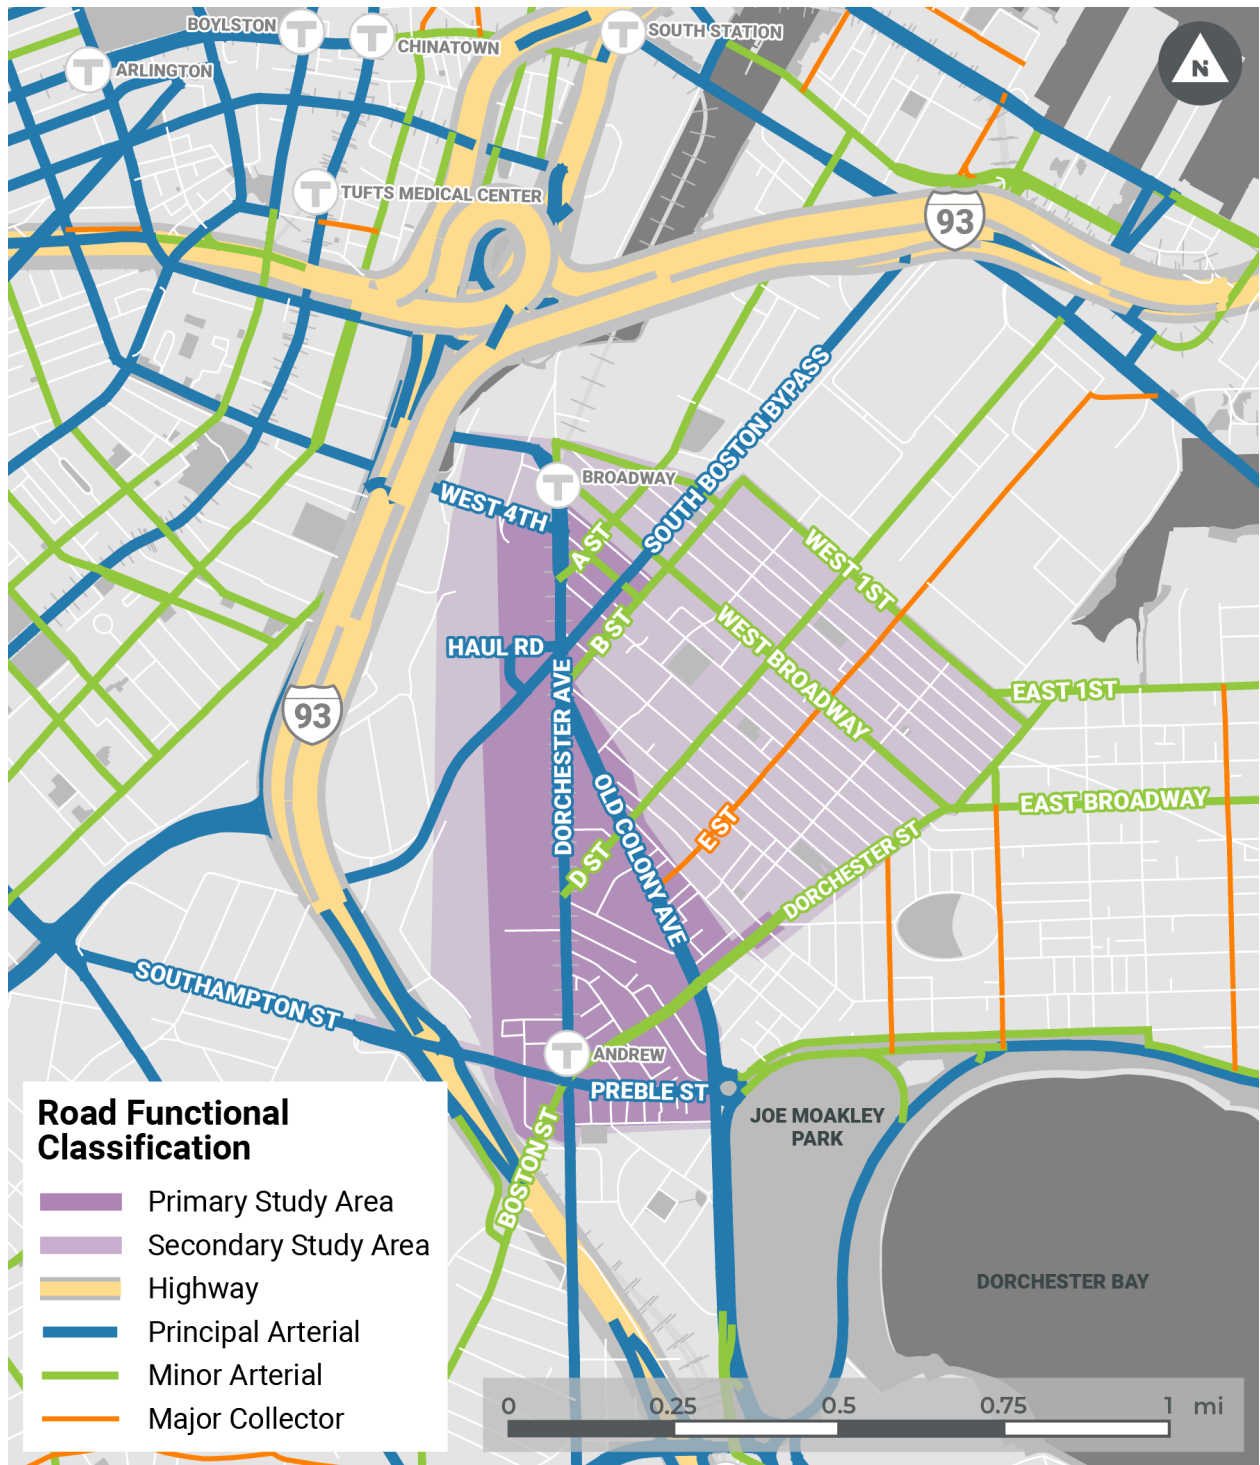 BOYLSTON
T
T
CHINATOWN
T
SOUTH STATION
T
ARLINGTON
N
T
TUFTS MEDICAL CENTER
93
SOUTH BOSTON BYPASS
T
BROADWAY
WEST 4TH
A ST
WEST 1ST
B ST
WEST BROADWAY
HAUL RD
EAST 1ST
93
DORCHESTER AVE
OLD COLONY AVE
E ST
EAST BROADWAY
D ST
DORCHESTER ST
SOUTHAMPTON ST
T
ANDREW
PREBLE ST
BOSTON ST
JOE MOAKLEY
PARK
DORCHESTER BAY
Road Functional
Classification
Primary Study Area
Secondary Study Area
Highway
Principal Arterial
Minor Arterial
Major Collector
0 0.25 0.5 0.75 1 mi